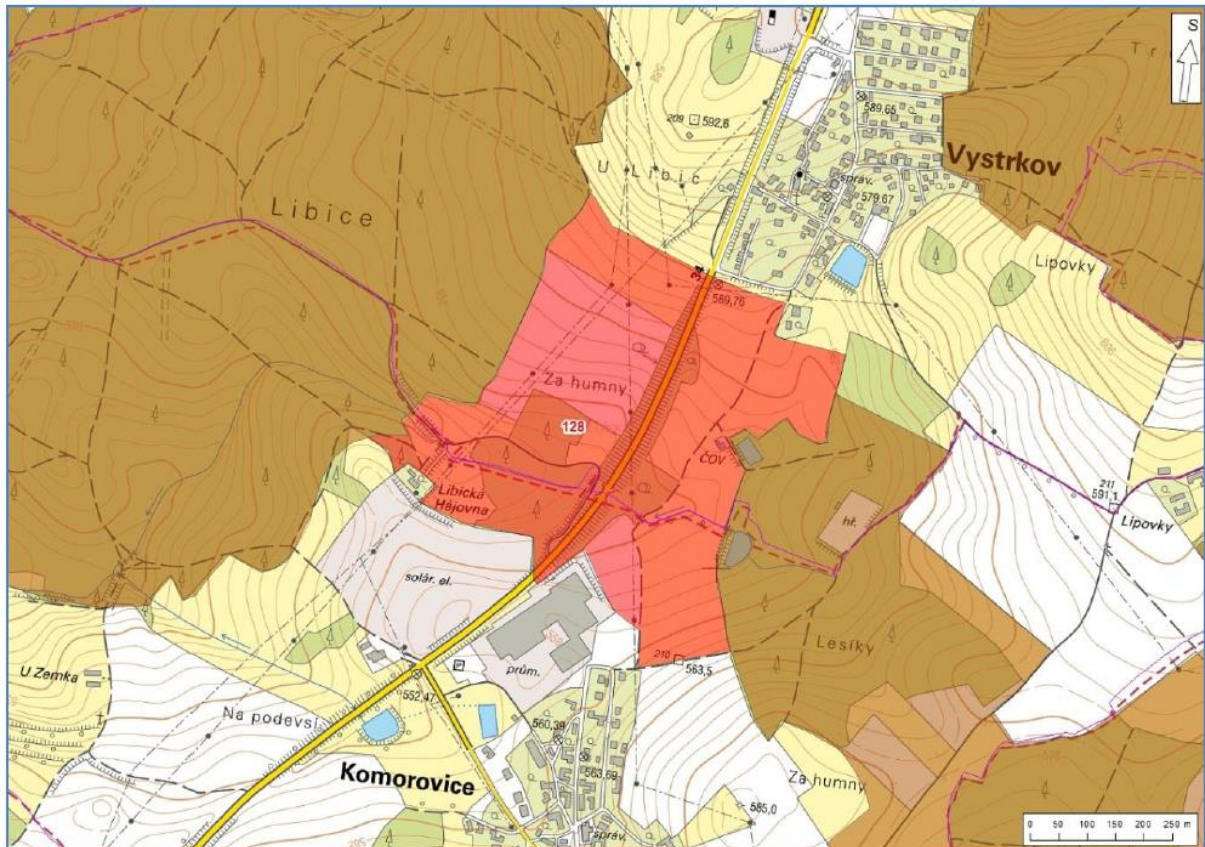 S
T r
589,65
209 592,6
Vystrkov
U Libic
správ.
579,67
Libice
Lipovky
34
589,76
Za humny
128
ČOV
211
591,1
Libická
Hájovna
Lipovky
hř.
solár. el.
Lesíky
prům.
210
563,5
U Zemka
552,47
Na podevsí
560,39
563,69
Komorovice
Za humny
585,0
správ.
0 50 100 150 200 250 m